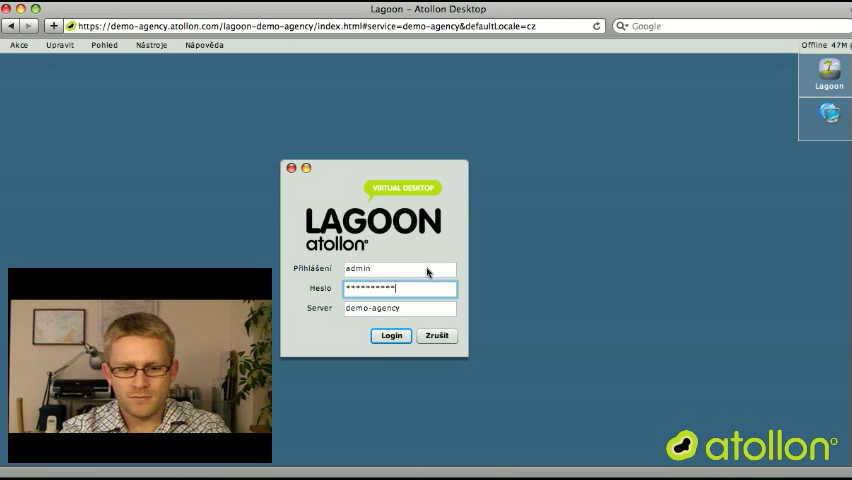 Lagoon – Atollon Desktop
https://demo-agency.atollon.com/lagoon-demo-agency/index.html#service=demo-agency&defaultLocale=cz
Google
Akce Upravit Pohled Nástroje Nápověda
Offline 47M
Lagoon
VIRTUAL DESKTOP
LAGOON
atollon
Přihlášení admin
Heslo **********
Server demo-agency
Login Zrušit
atollon